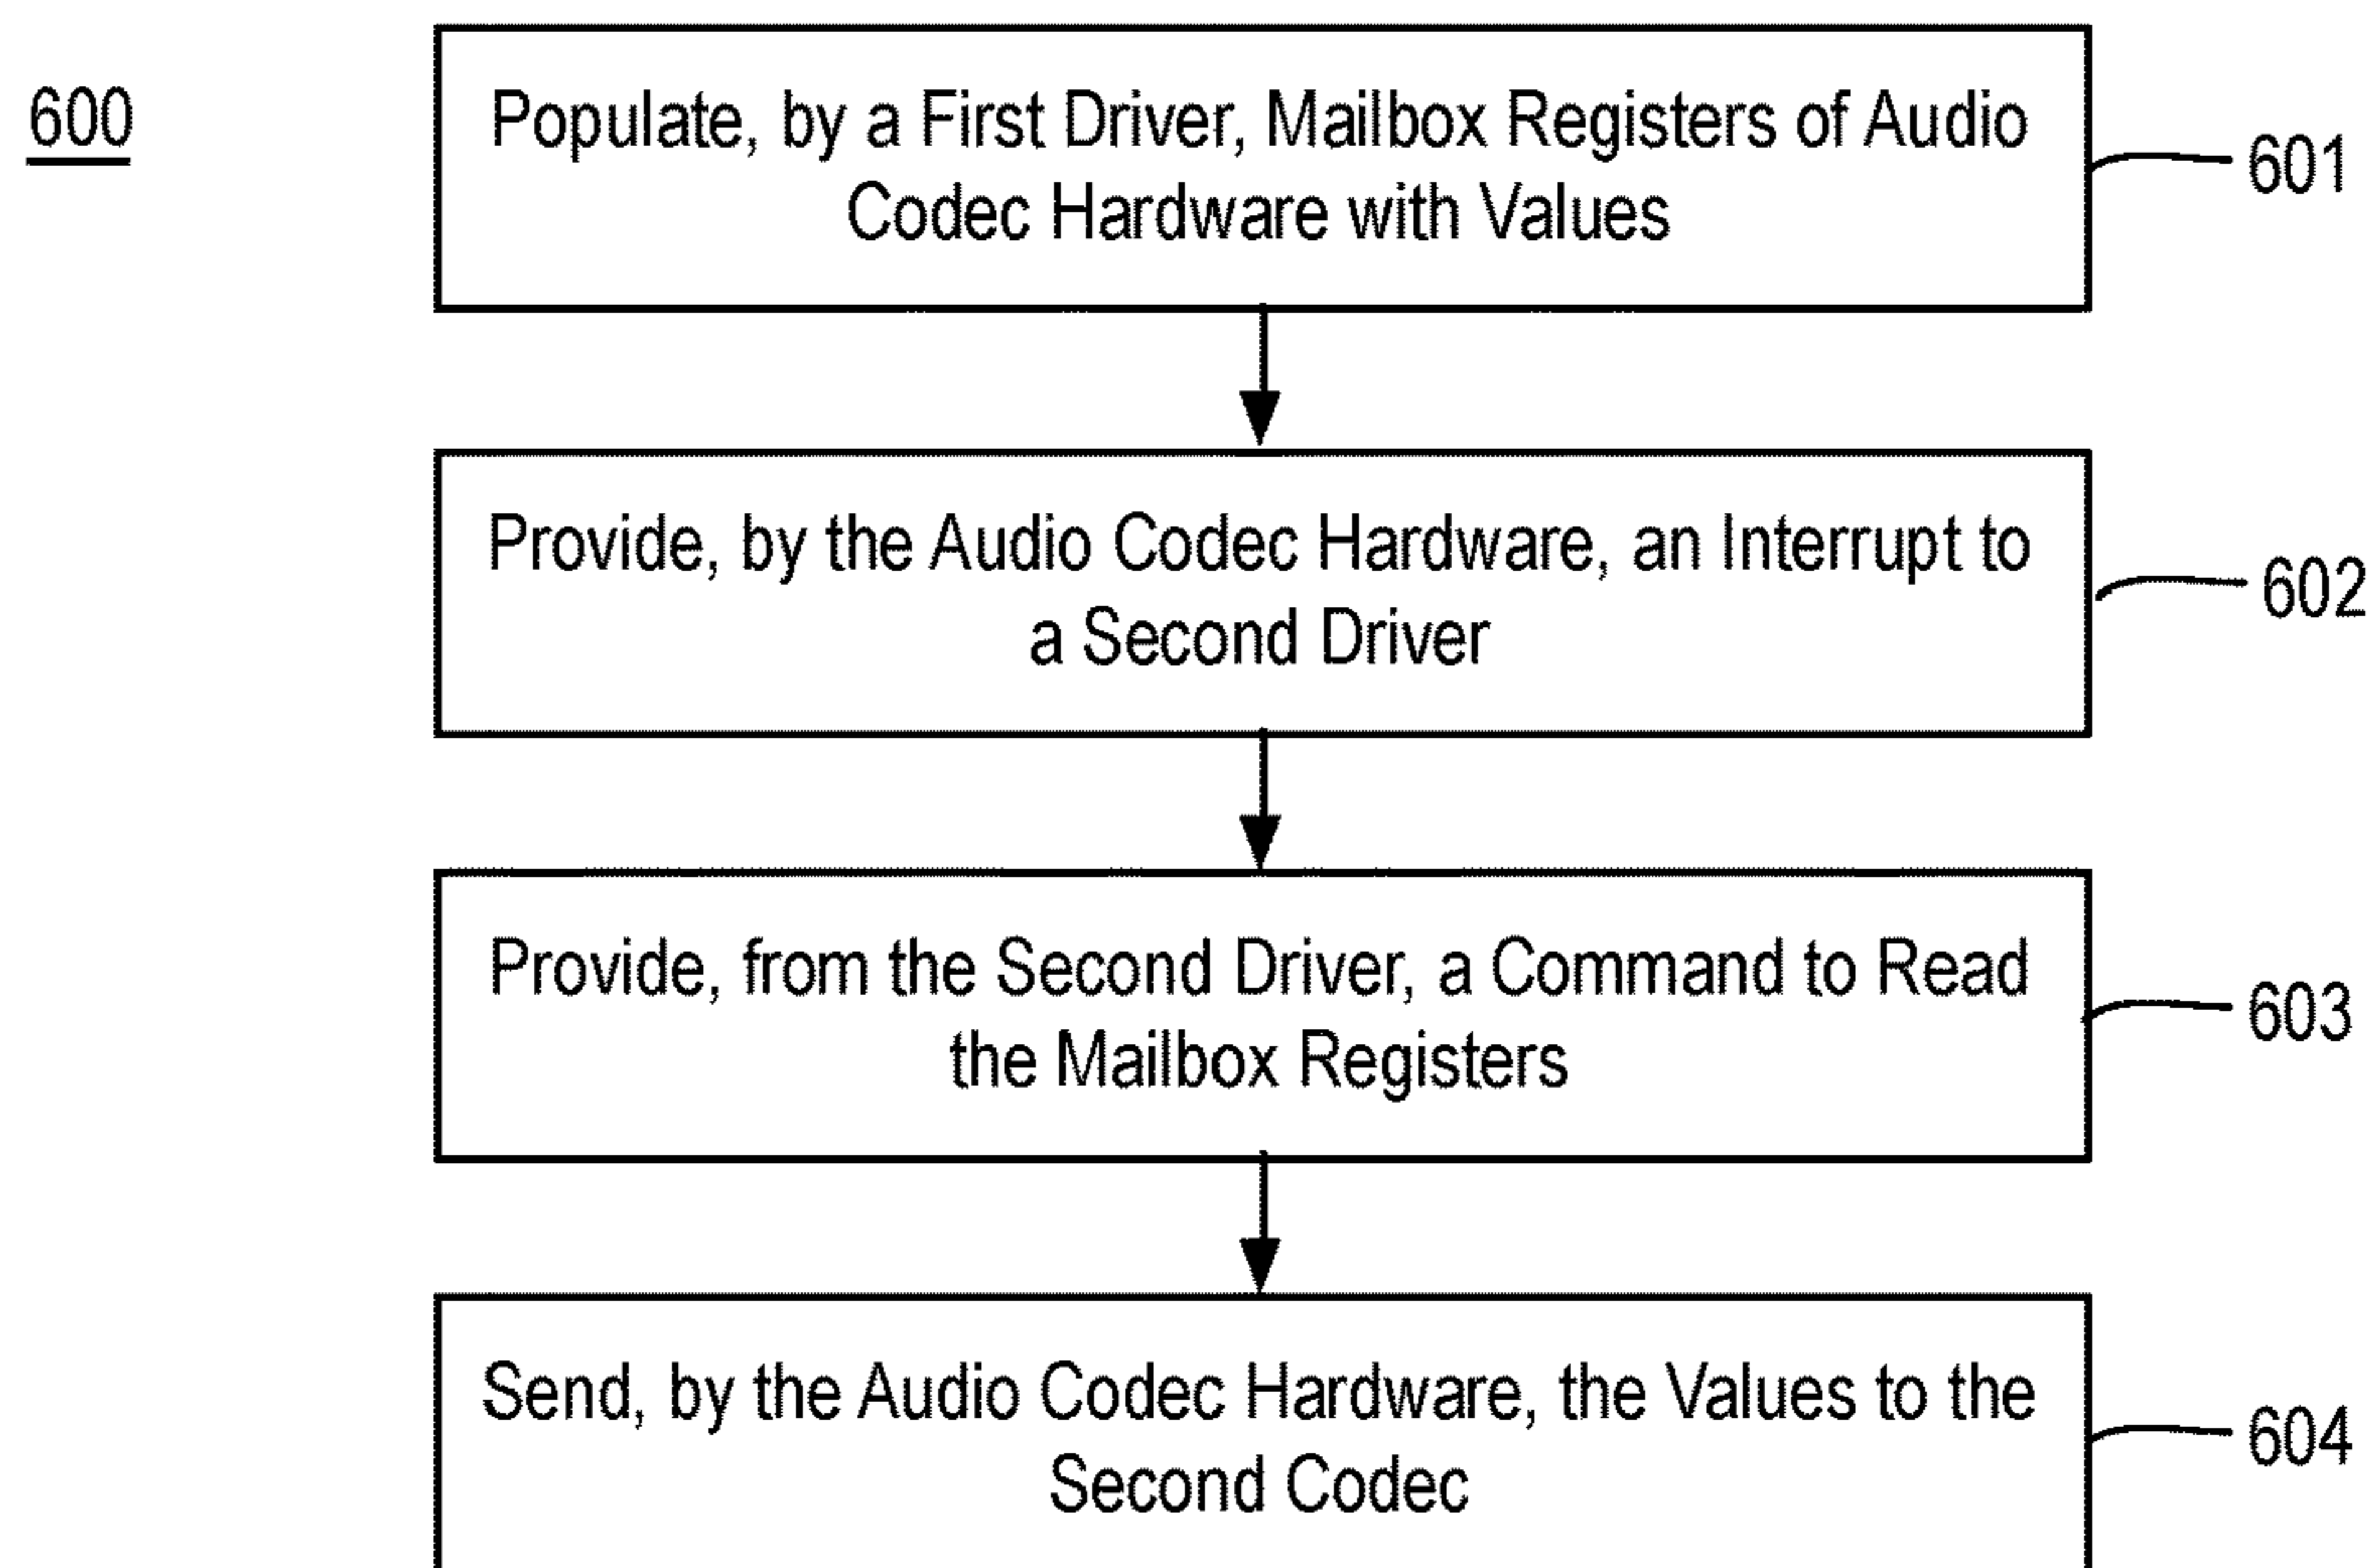 600
Populate, by a First Driver, Mailbox Registers of Audio
Codec Hardware with Values
601
Provide, by the Audio Codec Hardware, an Interrupt to
a Second Driver
602
Provide, from the Second Driver, a Command to Read
the Mailbox Registers
603
Send, by the Audio Codec Hardware, the Values to the
Second Codec
604